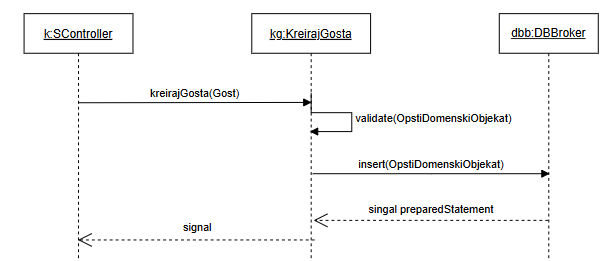 k:SController
kg:KreirajGosta
dbb:DBBroker
kreirajGosta(Gost)
validate(OpstiDomenskiObjekat)
insert(OpstiDomenskiObjekat)
singal preparedStatement
signal